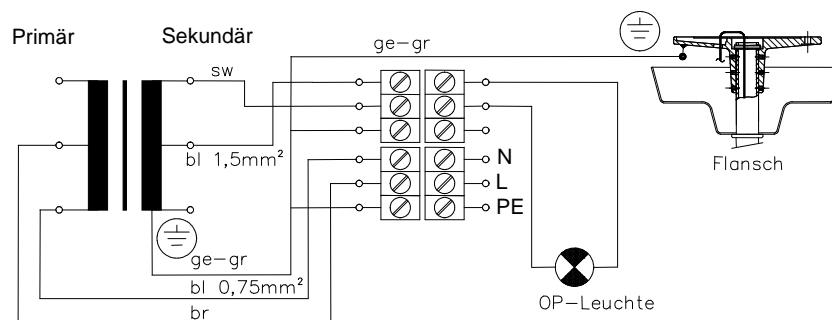 Primär
Sekundär
ge-gr
sw
bl 1,5mm²
N
L
PE
Flansch
ge-gr
bl 0,75mm²
br
OP-Leuchte